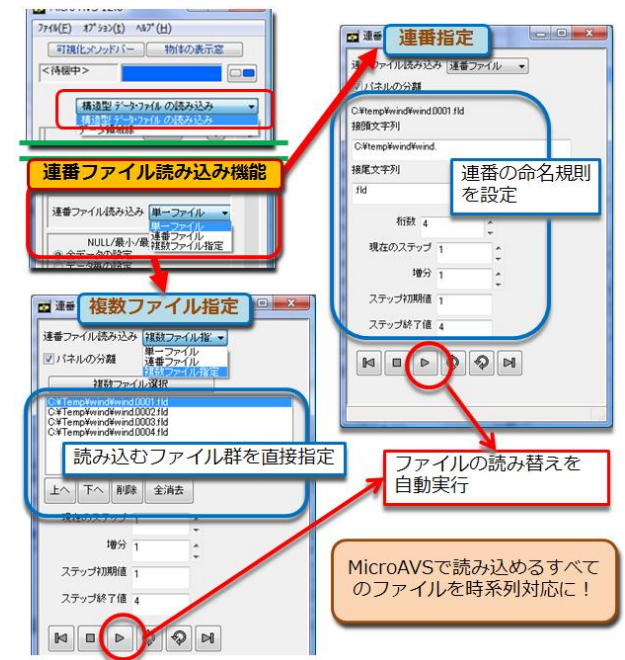 MicroAVS 12.0
ファイル(F) オプション(t) ヘルプ(H)
可視化メソッドバー 物体の表示窓
<待機中>
構造型 データ・ファイル の読み込み
構造型 データ・ファイル の読み込み
連番ファイル読み込み機能
連番ファイル読み込み 単一ファイル
単一ファイル
連番ファイル
複数ファイル指定
NULL/最小/最
全データの設定
連番 連番指定
連番ファイル読み込み 連番ファイル
パネルの分離
C:¥temp¥wind¥wind.0001.fld
接頭文字列
C:¥temp¥wind¥wind.
接尾文字列
.fld
連番の命名規則
を設定
桁数 4
現在のステップ 1
増分 1
ステップ初期値 1
ステップ終了値 4
連番 複数ファイル指定
連番ファイル読み込み 複数ファイル指
単一ファイル
連番ファイル
複数ファイル指定
パネルの分離
複数ファイル選択
C:¥Temp¥wind¥wind.0001.fld
C:¥Temp¥wind¥wind.0002.fld
C:¥Temp¥wind¥wind.0003.fld
C:¥Temp¥wind¥wind.0004.fld
読み込むファイル群を直接指定
上へ 下へ 削除 全消去
現在のステップ 1
増分 1
ステップ初期値 1
ステップ終了値 4
ファイルの読み替えを
自動実行
MicroAVSで読み込めるすべて
のファイルを時系列対応に！